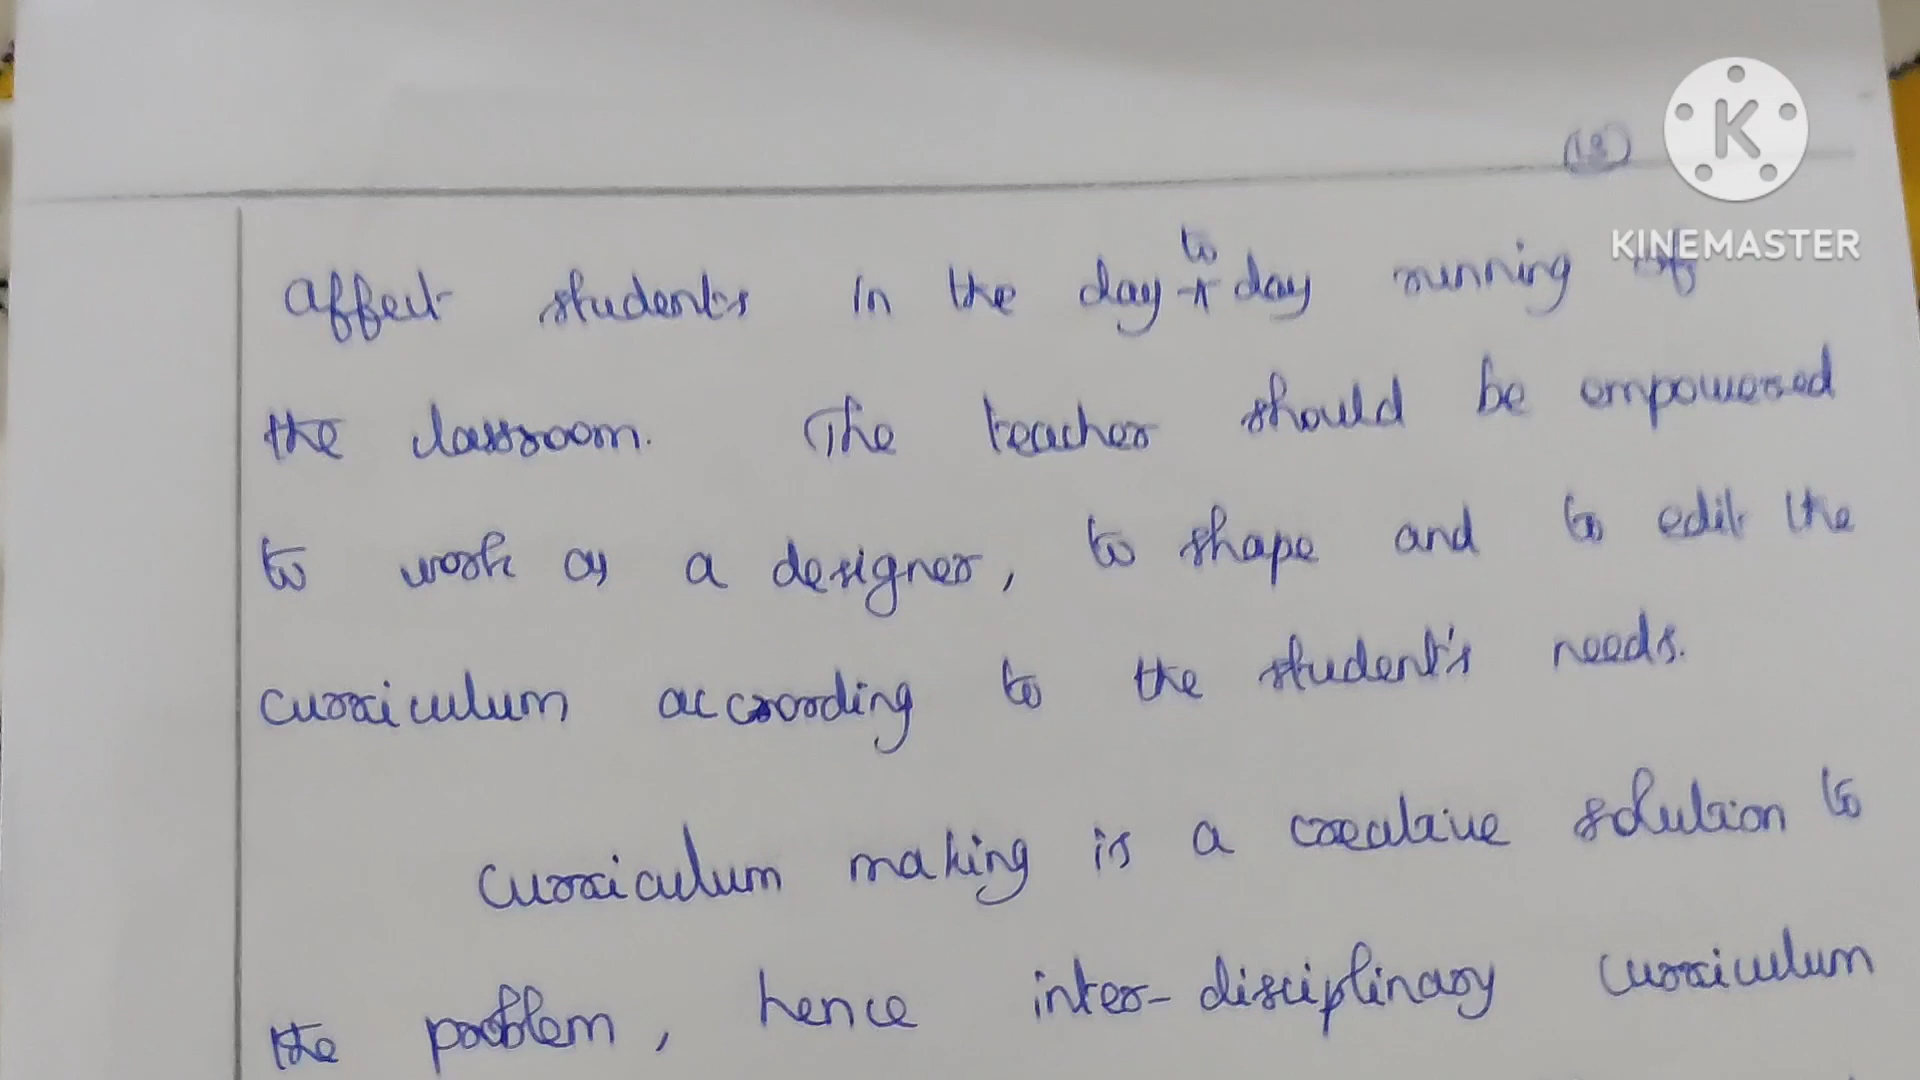 (18)
KINEMASTER
affect students in the day to day running of
the classroom. The teacher should be empowered
to work as a designer, to shape and to edit the
curriculum according to the student's needs.
curriculum making is a creative solution to
the problem, hence inter-disciplinary curriculum